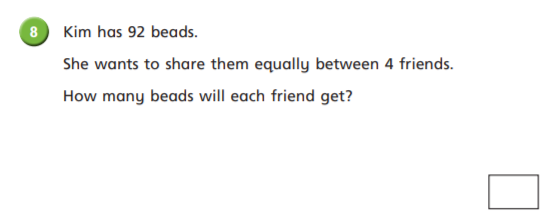 8 Kim has 92 beads.
She wants to share them equally between 4 friends.
How many beads will each friend get?